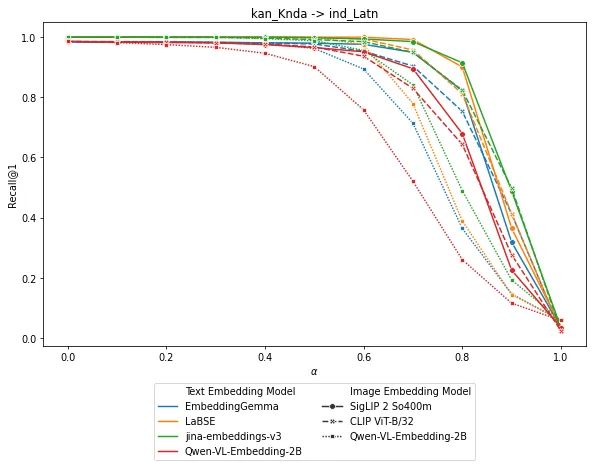 kan_Knda -> ind_Latn
1.0
0.8
0.6
0.4
0.2
0.0
Recall@1
0.0 0.2 0.4 0.6 0.8 1.0
α
Text Embedding Model
EmbeddingGemma
LaBSE
jina-embeddings-v3
Qwen-VL-Embedding-2B
Image Embedding Model
SigLIP 2 So400m
CLIP ViT-B/32
Qwen-VL-Embedding-2B